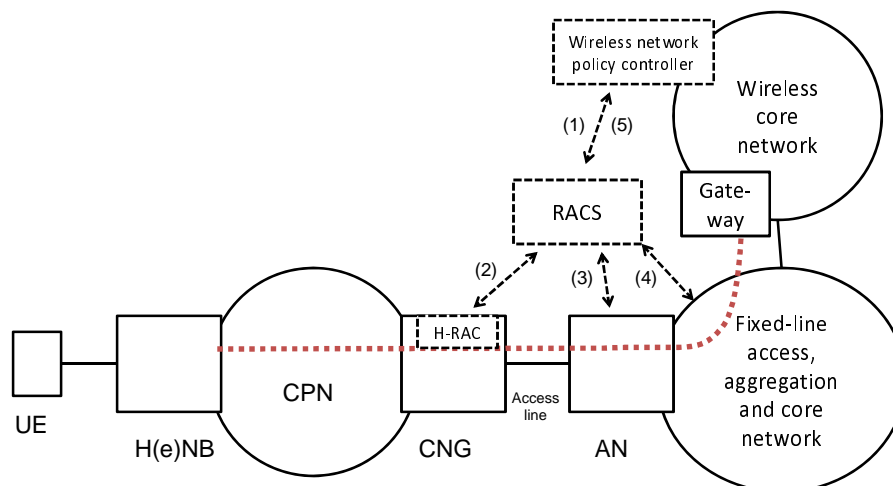 Wireless network
policy controller
Wireless
core
network
(1)
(5)
Gate-
way
RACS
(2)
(3)
(4)
H-RAC
Fixed-line
access,
aggregation
and core
network
CPN
Access
line
UE
H(e)NB
CNG
AN